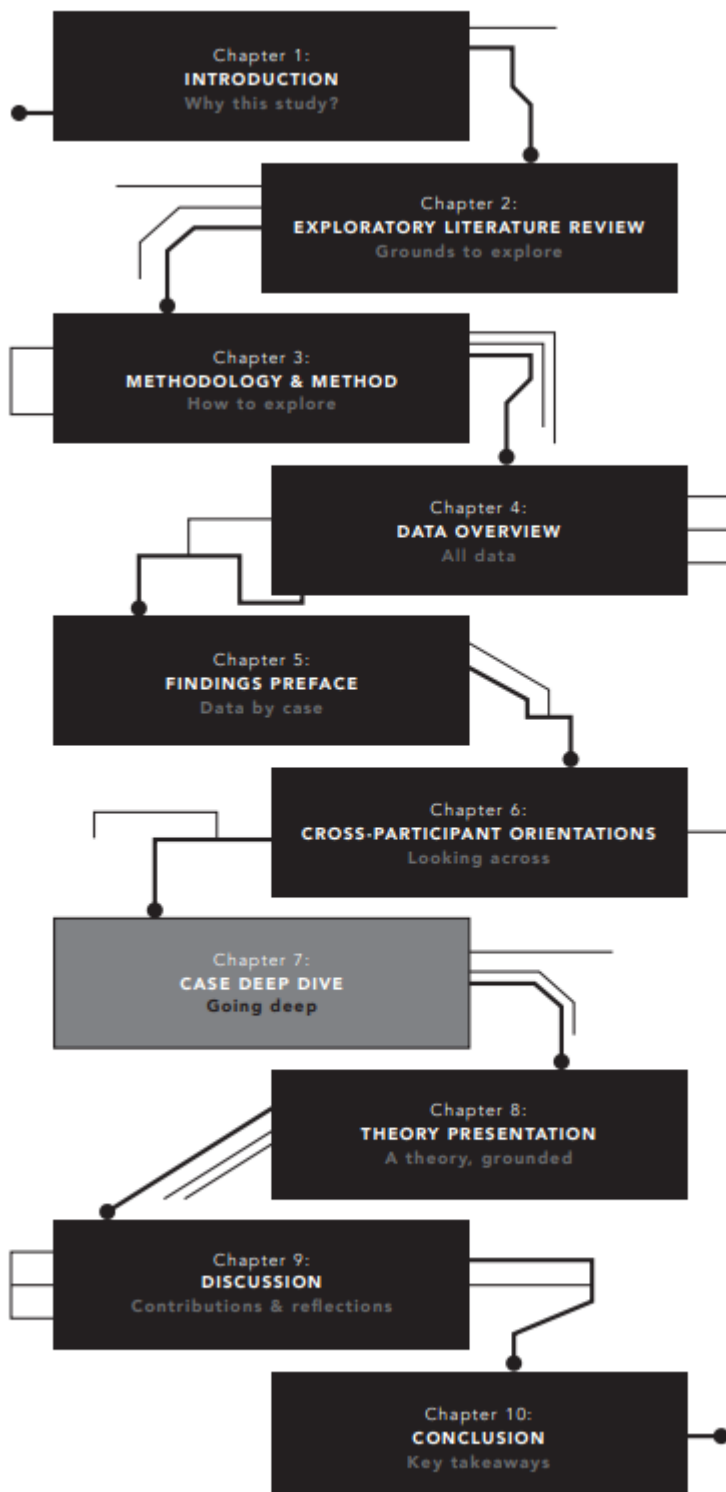 Chapter 1:
INTRODUCTION
Why this study?
Chapter 2:
EXPLORATORY LITERATURE REVIEW
Grounds to explore
Chapter 3:
METHODOLOGY & METHOD
How to explore
Chapter 4:
DATA OVERVIEW
All data
Chapter 5:
FINDINGS PREFACE
Data by case
Chapter 6:
CROSS-PARTICIPANT ORIENTATIONS
Looking across
Chapter 7:
CASE DEEP DIVE
Going deep
Chapter 8:
THEORY PRESENTATION
A theory, grounded
Chapter 9:
DISCUSSION
Contributions & reflections
Chapter 10:
CONCLUSION
Key takeaways